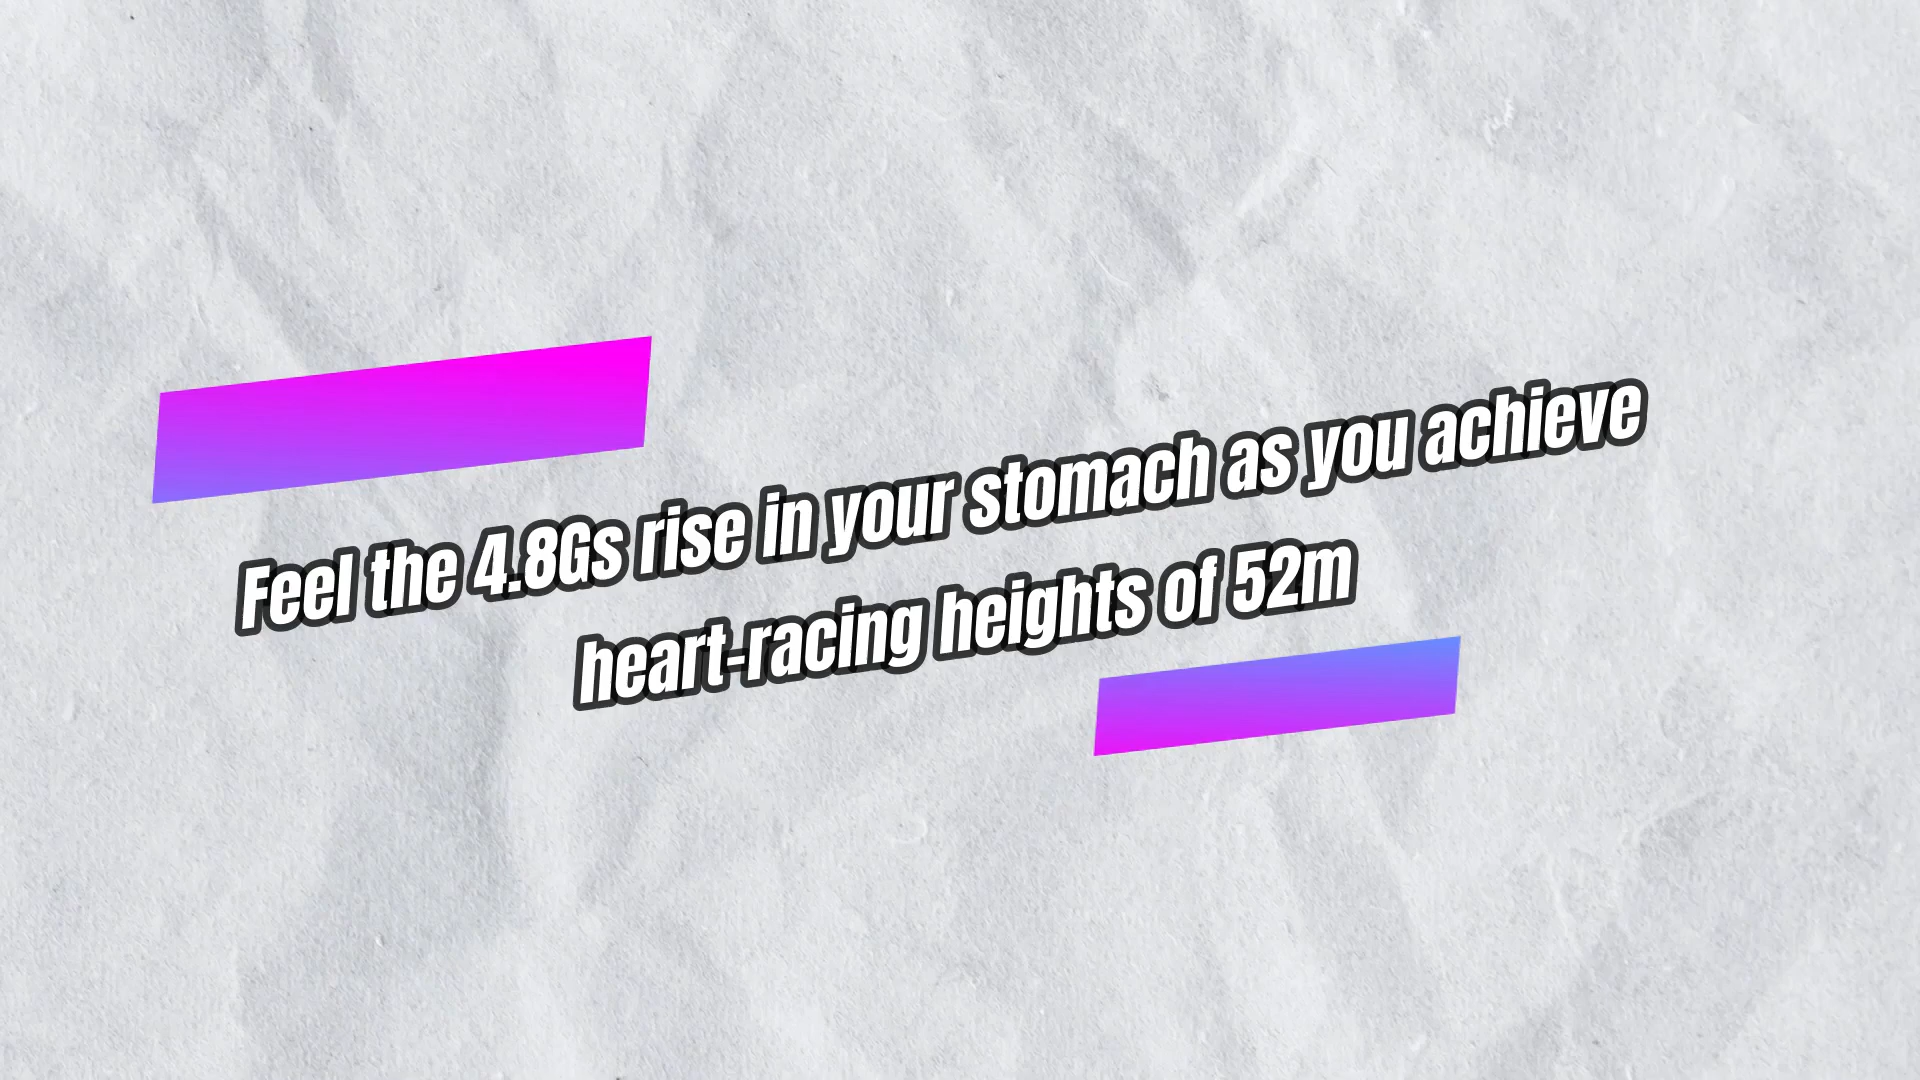 Feel the 4.8Gs rise in your stomach as you achieve
heart-racing heights of 52m